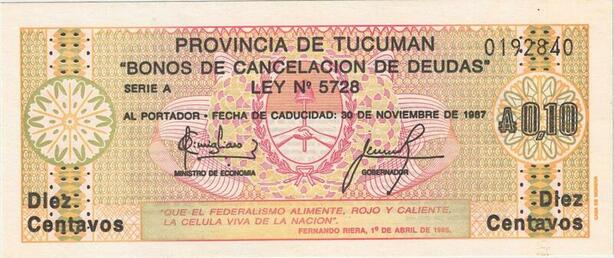 PROVINCIA DE TUCUMAN
0192840
"BONOS DE CANCELACION DE DEUDAS"
SERIE A
LEY Nº 5728
AL PORTADOR • FECHA DE CADUCIDAD: 30 DE NOVIEMBRE DE 1987
A 0,10
MINISTRO DE ECONOMIA
GOBERNADOR
Diez
Centavos
Diez
Centavos
"QUE EL FEDERALISMO ALIMENTE, ROJO Y CALIENTE,
LA CELULA VIVA DE LA NACION".
FERNANDO RIERA, 1º DE ABRIL DE 1985.